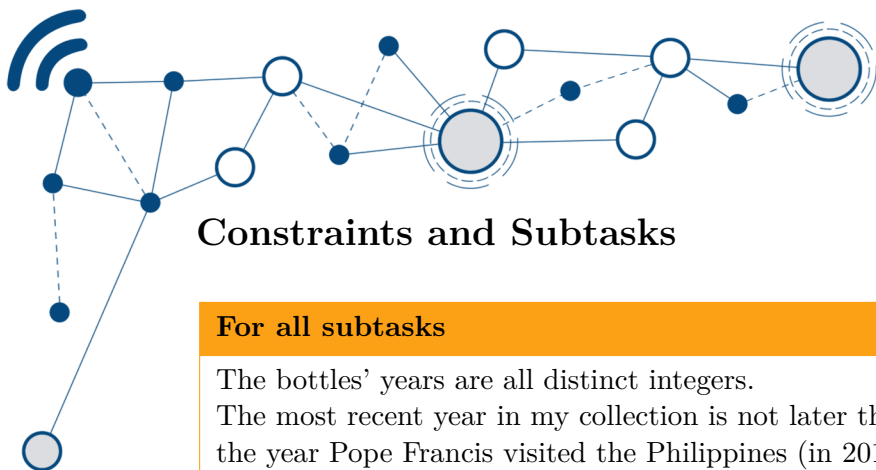 Constraints and Subtasks
For all subtasks
The bottles' years are all distinct integers.
The most recent year in my collection is not later
the year Pope Francis visited the Philippines (in